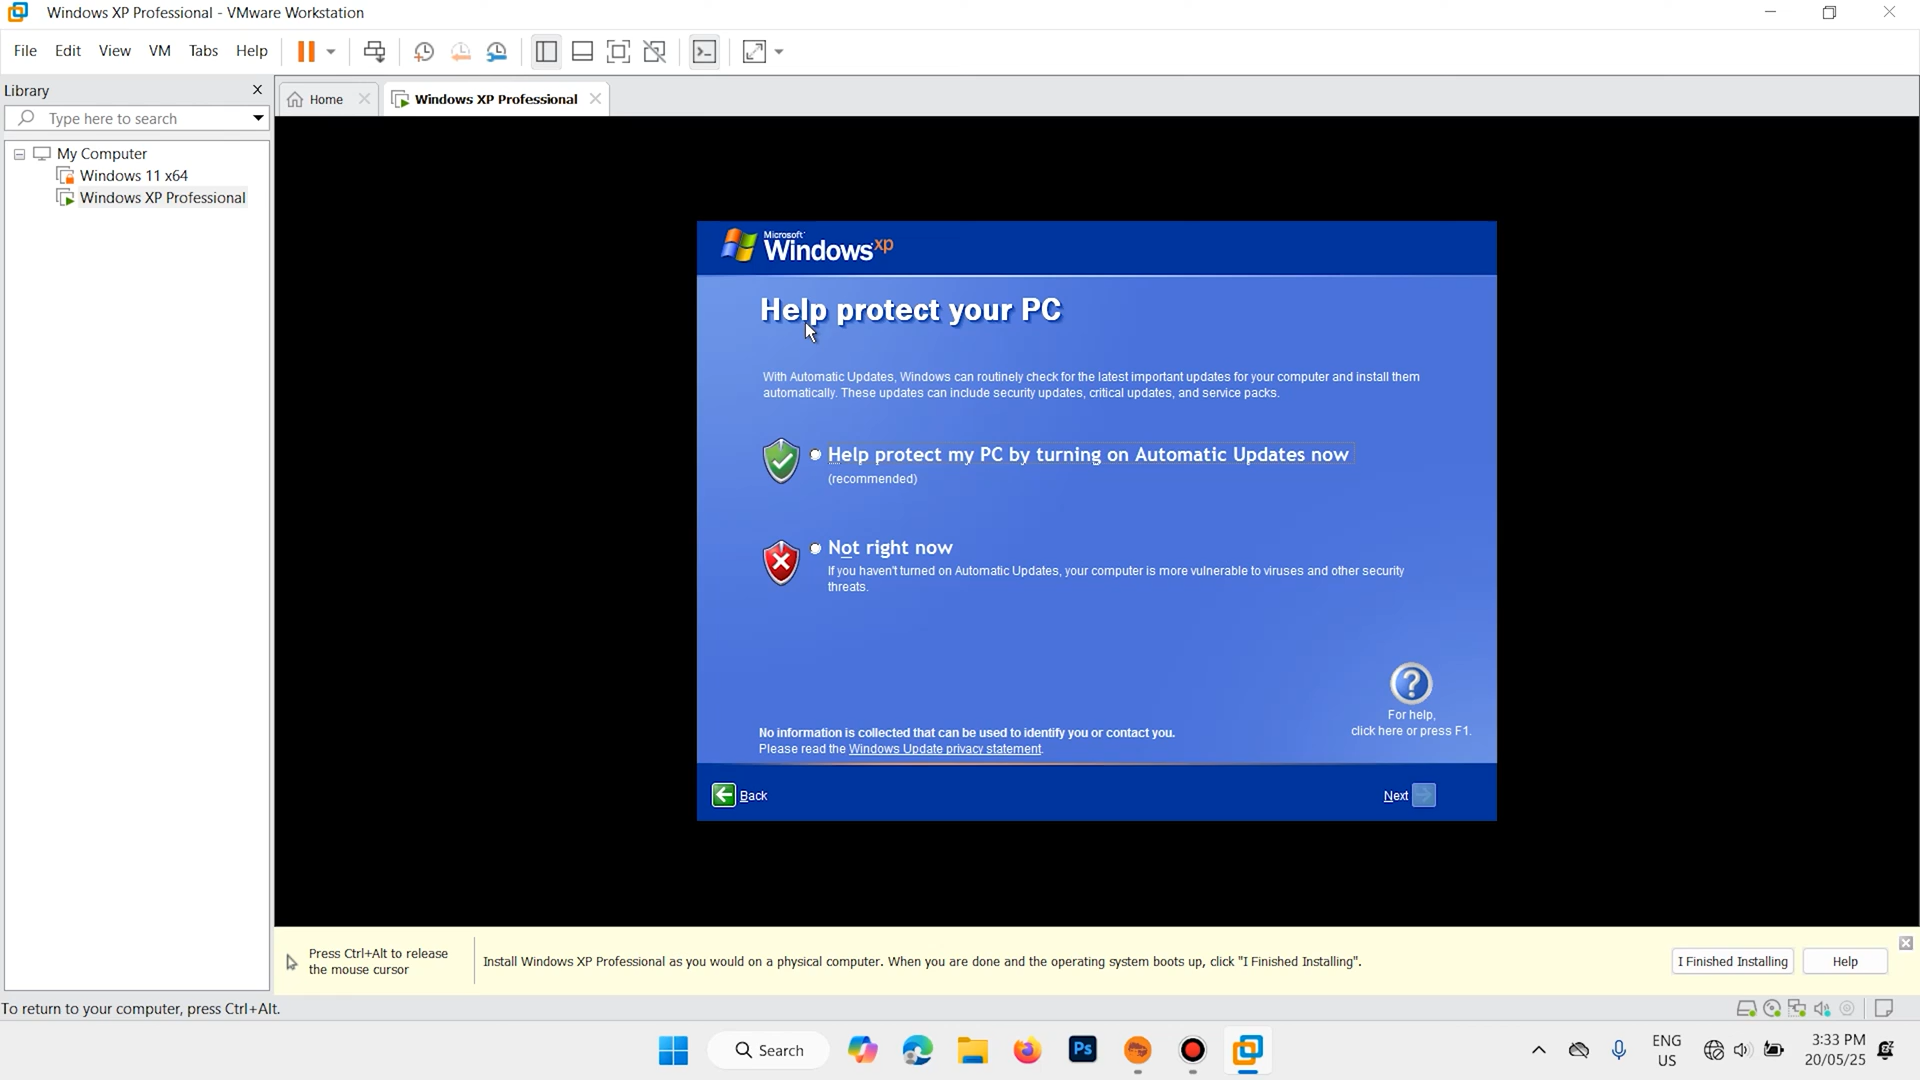 Windows XP Professional - VMware Workstation
File Edit View VM Tabs Help
Library
Home
Windows XP Professional
Type here to search
My Computer
Windows 11 x64
Windows XP Professional
Microsoft
Windows xp
Help protect your PC
With Automatic Updates, Windows can routinely check for the latest important updates for your computer and install them
automatically. These updates can include security updates, critical updates, and service packs.
Help protect my PC by turning on Automatic Updates now
(recommended)
Not right now
If you haven't turned on Automatic Updates, your computer is more vulnerable to viruses and other security
threats.
For help,
click here or press F1.
No information is collected that can be used to identify you or contact you.
Please read the Windows Update privacy statement.
Back
Next
Press Ctrl+Alt to release
the mouse cursor
Install Windows XP Professional as you would on a physical computer. When you are done and the operating system boots up, click "I Finished Installing".
I Finished Installing
Help
To return to your computer, press Ctrl+Alt.
Search
Ps
ENG
US
3:33 PM
20/05/25